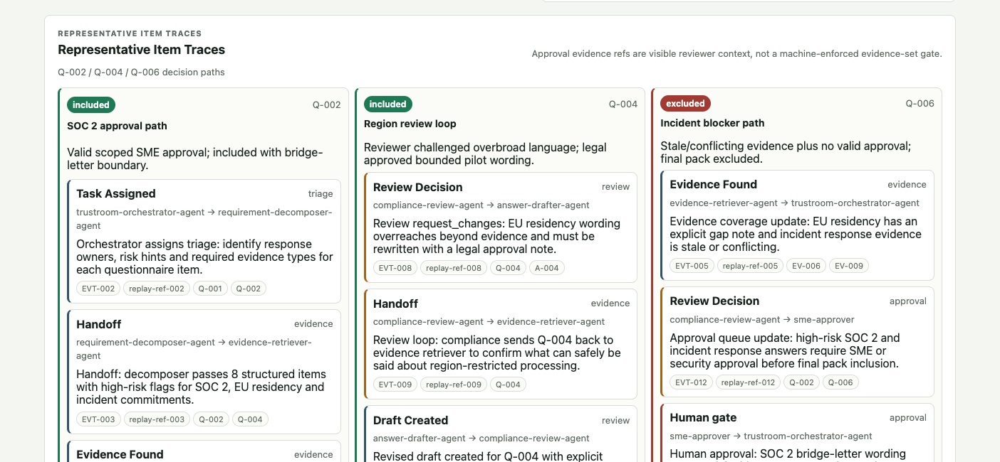 REPRESENTATIVE ITEM TRACES
Representative Item Traces
Approval evidence refs are visible reviewer context, not a machine-enforced evidence-set gate.
Q-002 / Q-004 / Q-006 decision paths
included
Q-002
SOC 2 approval path
Valid scoped SME approval; included with bridge-
letter boundary.
Task Assigned
triage
trustroom-orchestrator-agent → requirement-decomposer-
agent
Orchestrator assigns triage: identify response
owners, risk hints and required evidence types for
each questionnaire item.
EVT-002 replay-ref-002 Q-001 Q-002
Handoff
evidence
requirement-decomposer-agent → evidence-retriever-
agent
Handoff: decomposer passes 8 structured items
with high-risk flags for SOC 2, EU residency and
incident commitments.
EVT-003 replay-ref-003 Q-002 Q-004
Evidence Found
evidence
included
Q-004
Region review loop
Reviewer challenged overbroad language; legal
approved bounded pilot wording.
Review Decision
review
compliance-review-agent → answer-drafter-agent
Review request_changes: EU residency wording
overreaches beyond evidence and must be
rewritten with a legal approval note.
EVT-008 replay-ref-008 Q-004 A-004
Handoff
evidence
compliance-review-agent → evidence-retriever-agent
Review loop: compliance sends Q-004 back to
evidence retriever to confirm what can safely be
said about region-restricted processing.
EVT-009 replay-ref-009 Q-004
Draft Created
review
answer-drafter-agent → compliance-review-agent
Revised draft created for Q-004 with explicit
excluded
Q-006
Incident blocker path
Stale/conflicting evidence plus no valid approval;
final pack excluded.
Evidence Found
evidence
evidence-retriever-agent → trustroom-orchestrator-agent
Evidence coverage update: EU residency has an
explicit gap note and incident response evidence
is stale or conflicting.
EVT-005 replay-ref-005 EV-006 EV-009
Review Decision
approval
compliance-review-agent → sme-approver
Approval queue update: high-risk SOC 2 and
incident response answers require SME or
security approval before final pack inclusion.
EVT-012 replay-ref-012 Q-002 Q-006
Human gate
approval
sme-approver → trustroom-orchestrator-agent
Human approval: SOC 2 bridge-letter wording